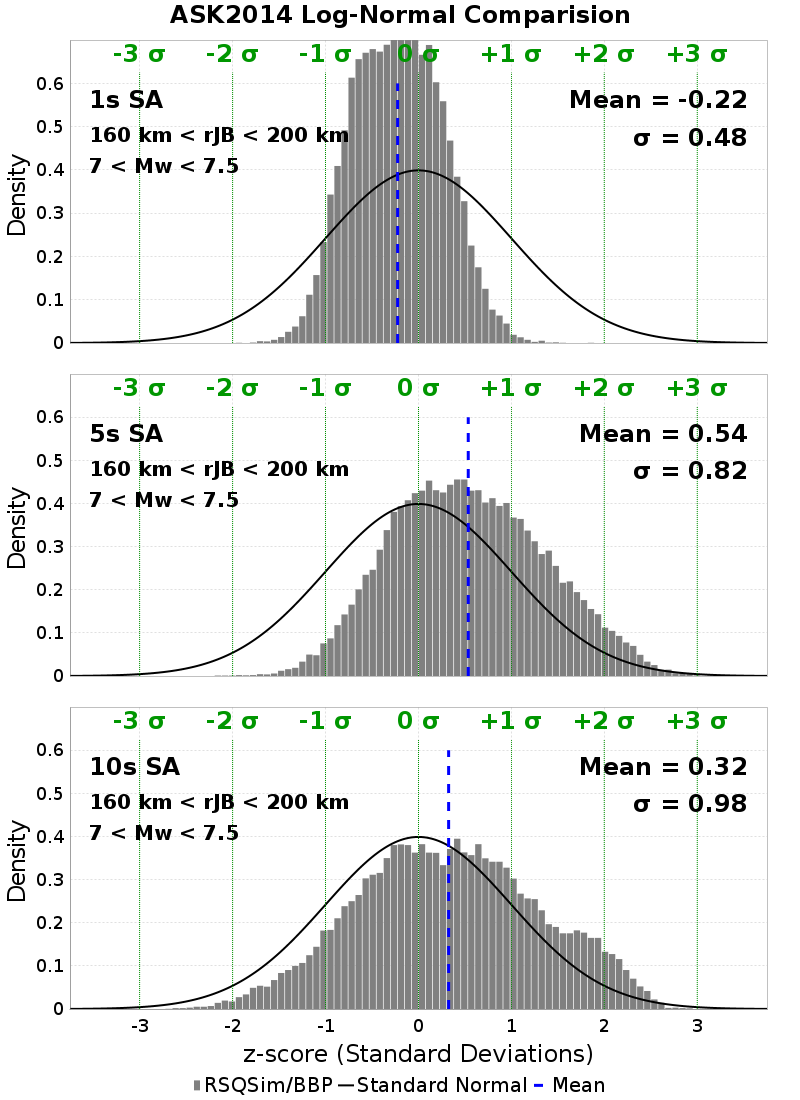 ASK2014 Log-Normal Comparision
-3 σ -2 σ -1 σ 0 σ +1 σ +2 σ +3 σ
0.6
1s SA Mean = -0.22
0.5
160 km < rJB < 200 km σ = 0.48
7 < Mw < 7.5
0.4
Density
0.3
0.2
0.1
0
-3 σ -2 σ -1 σ 0 σ +1 σ +2 σ +3 σ
0.6
5s SA Mean = 0.54
0.5
160 km < rJB < 200 km σ = 0.82
7 < Mw < 7.5
0.4
Density
0.3
0.2
0.1
0
-3 σ -2 σ -1 σ 0 σ +1 σ +2 σ +3 σ
0.6
10s SA Mean = 0.32
0.5
160 km < rJB < 200 km σ = 0.98
7 < Mw < 7.5
0.4
Density
0.3
0.2
0.1
0
-3 -2 -1 0 1 2 3
z-score (Standard Deviations)
RSQSim/BBP Standard Normal Mean